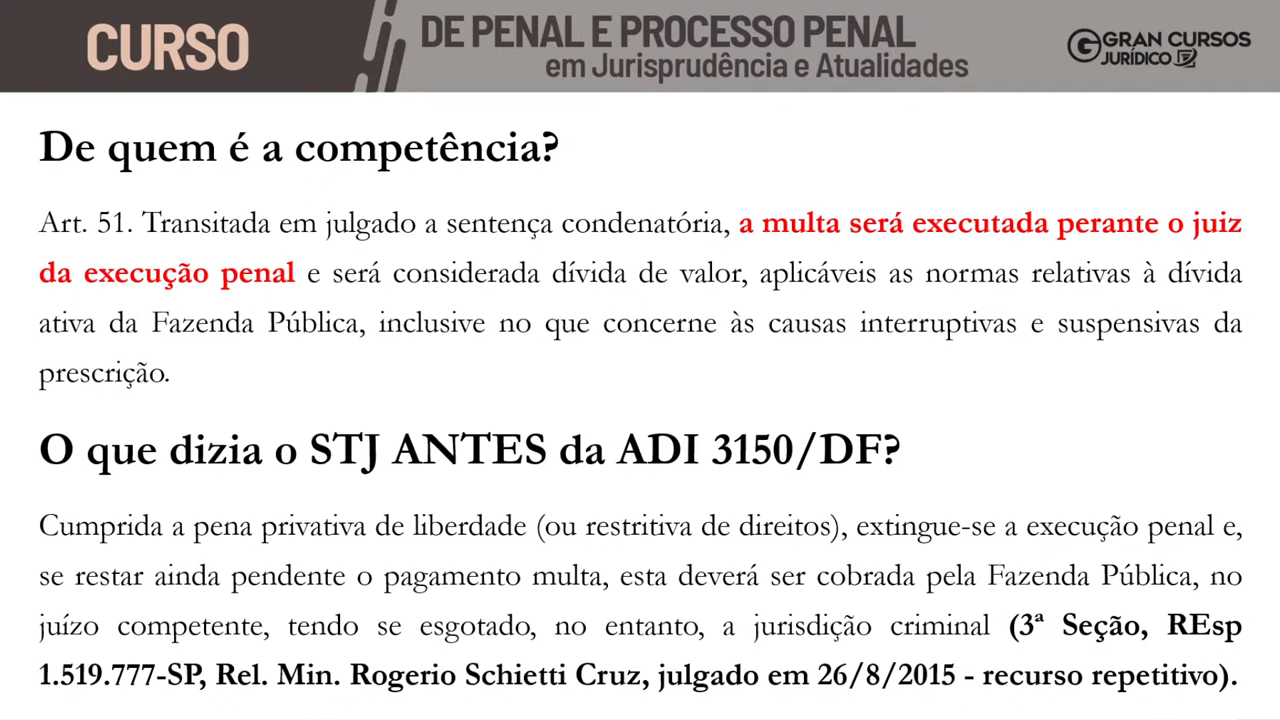 CURSO
DE PENAL E PROCESSO PENAL
em Jurisprudência e Atualidades
GRAN CURSOS
JURÍDICO
De quem é a competência?
Art. 51. Transitada em julgado a sentença condenatória, a multa será executada perante o juiz
da execução penal e será considerada dívida de valor, aplicáveis as normas relativas à dívida
ativa da Fazenda Pública, inclusive no que concerne às causas interruptivas e suspensivas da
prescrição.
O que dizia o STJ ANTES da ADI 3150/DF?
Cumprida a pena privativa de liberdade (ou restritiva de direitos), extingue-se a execução penal e,
se restar ainda pendente o pagamento multa, esta deverá ser cobrada pela Fazenda Pública, no
juízo competente, tendo se esgotado, no entanto, a jurisdição criminal (3ª Seção, REsp
1.519.777-SP, Rel. Min. Rogerio Schietti Cruz, julgado em 26/8/2015 - recurso repetitivo).